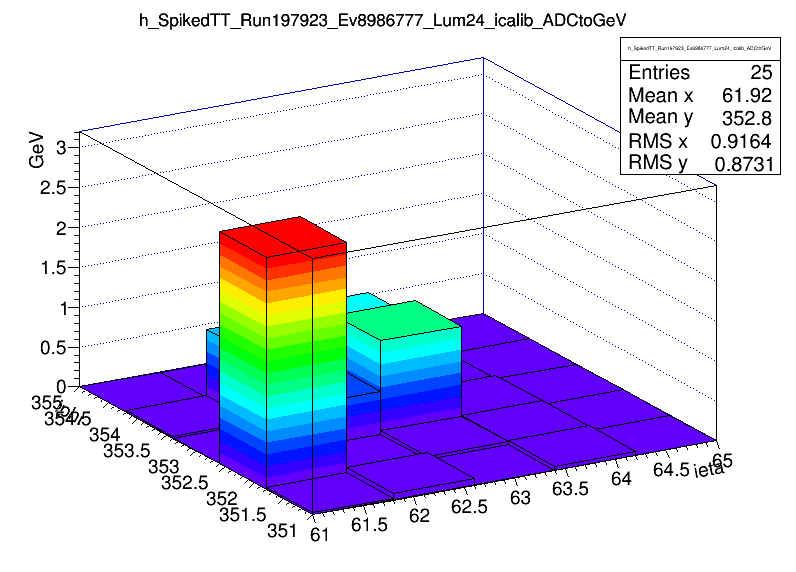 h_SpikedTT_Run197923_Ev8986777_Lum24_icalib_ADCtoGeV
h_SpikedTT_Run197923_Ev8986777_Lum24_icalib_ADCtoGeV
Entries 25
Mean x 61.92
Mean y 352.8
RMS x 0.9164
RMS y 0.8731
GeV
3
2.5
2
1.5
1
0.5
0
355
354.5
354
353.5
353
352.5
352
351.5
351
61
61.5
62
62.5
63
63.5
64
64.5
65
ieta